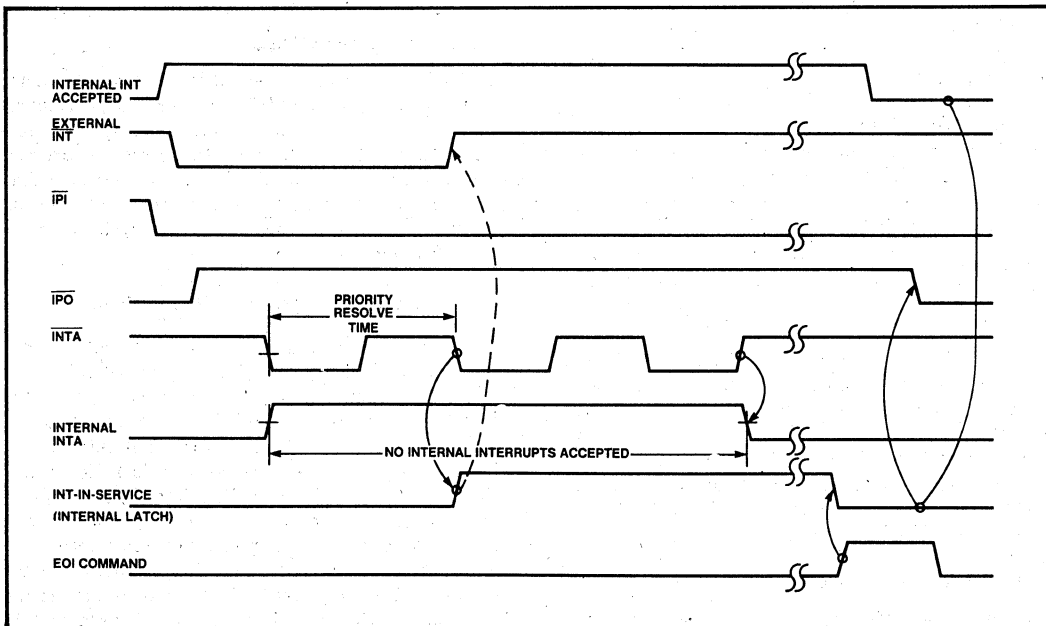 INTERNAL INT
ACCEPTED
EXTERNAL
INT
IPI
IPO
PRIORITY
RESOLVE
TIME
INTA
INTERNAL
INTA
NO INTERNAL INTERRUPTS ACCEPTED
INT-IN-SERVICE
(INTERNAL LATCH)
EOI COMMAND